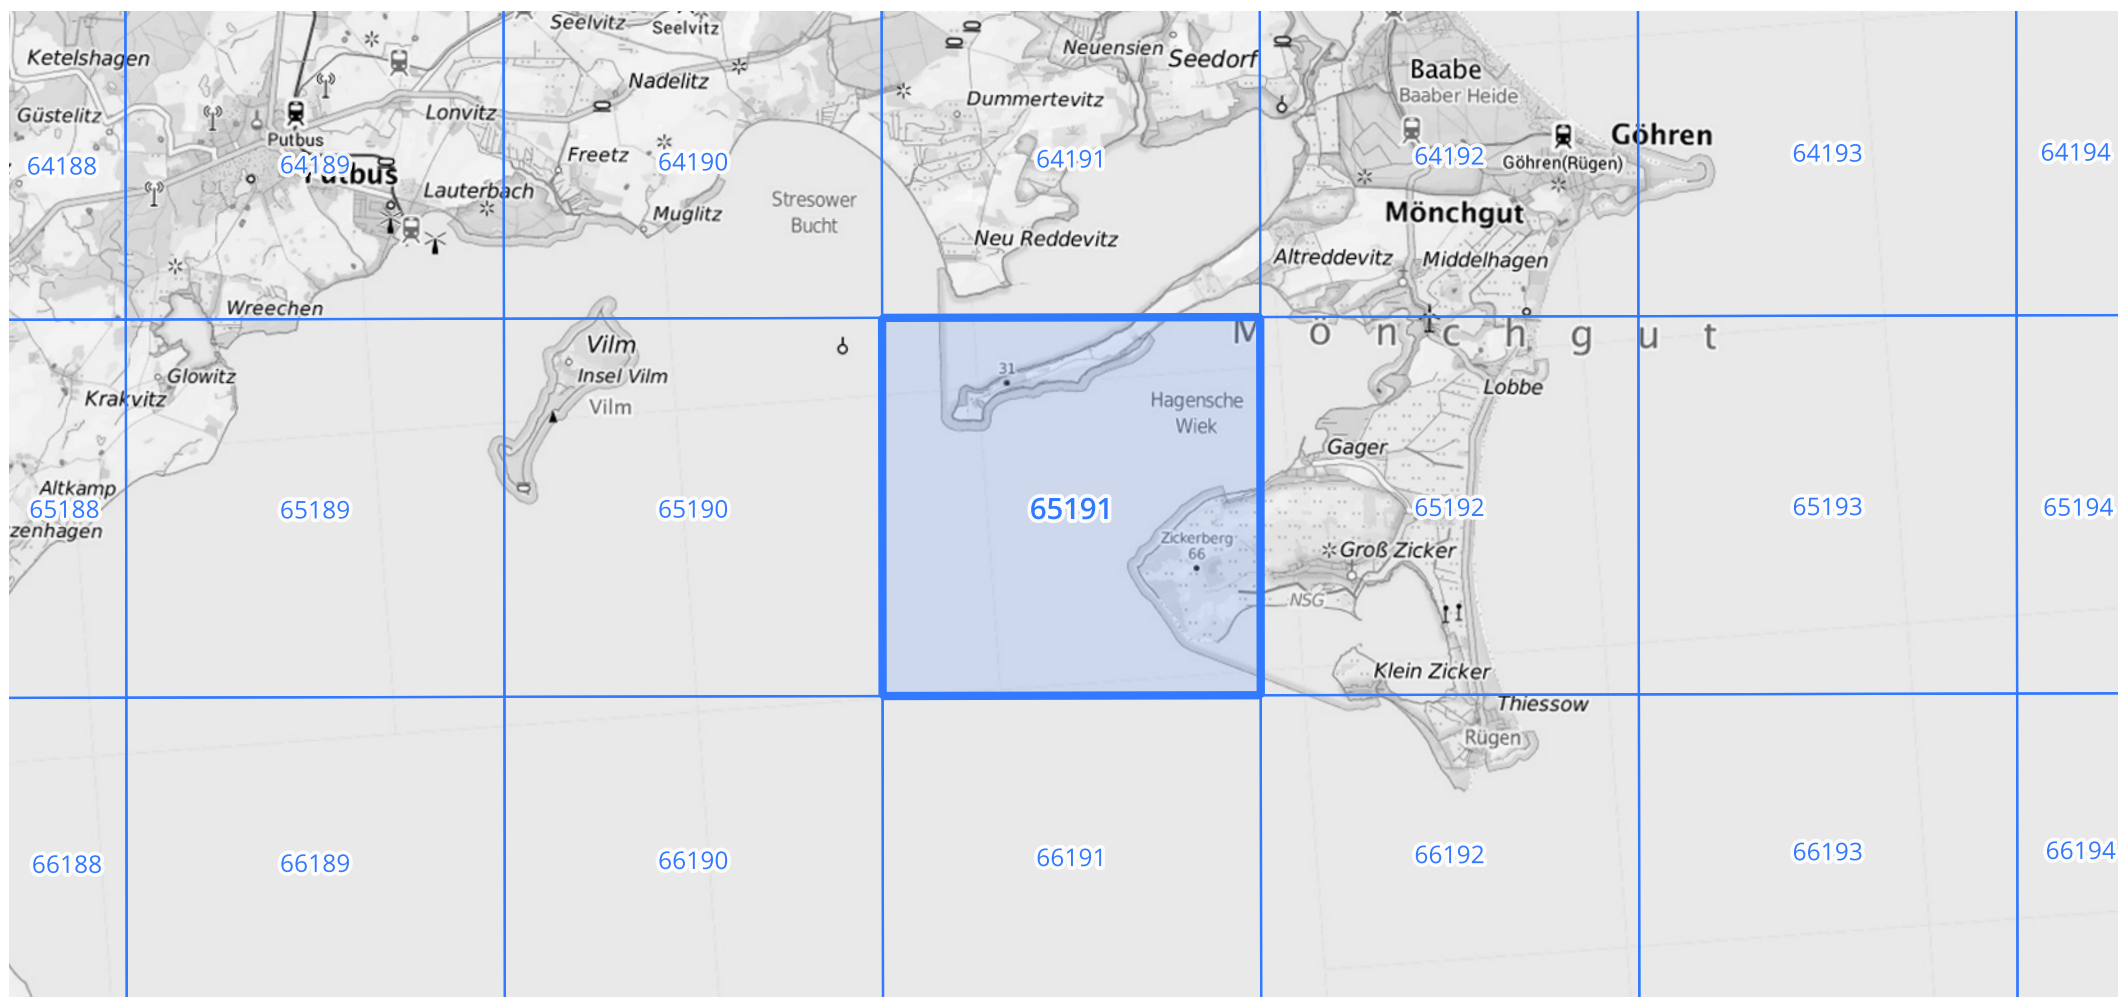 Seelvitz
Seelvitz
Ketelshagen
Neuensien
Seedorf
Baabe
Baaber Heide
Nadelitz
Dummertevitz
Güstelitz
Lonvitz
Putbus
Göhren
Göhren(Rügen)
Freetz
64188
64189
64190
64191
64192
64193
64194
Putbus
Lauterbach
Muglitz
Stresower
Bucht
Mönchgut
Neu Reddevitz
Altreddevitz
Middelhagen
Wreechen
Mönchgut
Vilm
Insel Vilm
Vilm
Glowitz
Krakvitz
31
Hagensche
Wiek
Lobbe
Gager
Altkamp
65188
65189
65190
65191
65192
65193
65194
zenhagen
Zickerberg
66
Groß Zicker
NSG
Klein Zicker
Thiessow
Rügen
66188
66189
66190
66191
66192
66193
66194